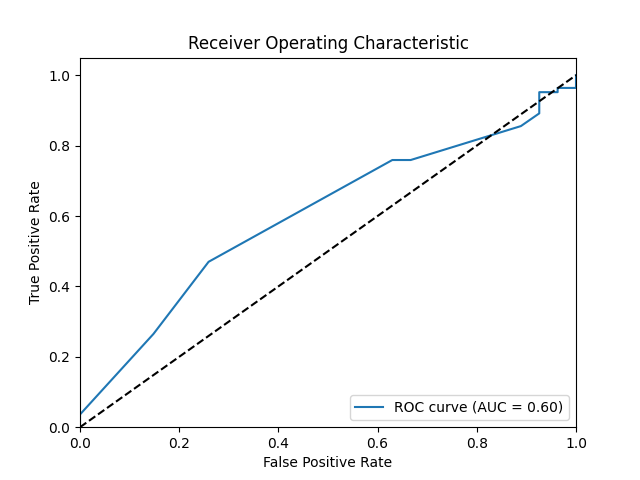 Receiver Operating Characteristic
1.0
0.8
0.6
0.4
0.2
0.0
True Positive Rate
ROC curve (AUC = 0.60)
0.0 0.2 0.4 0.6 0.8 1.0
False Positive Rate